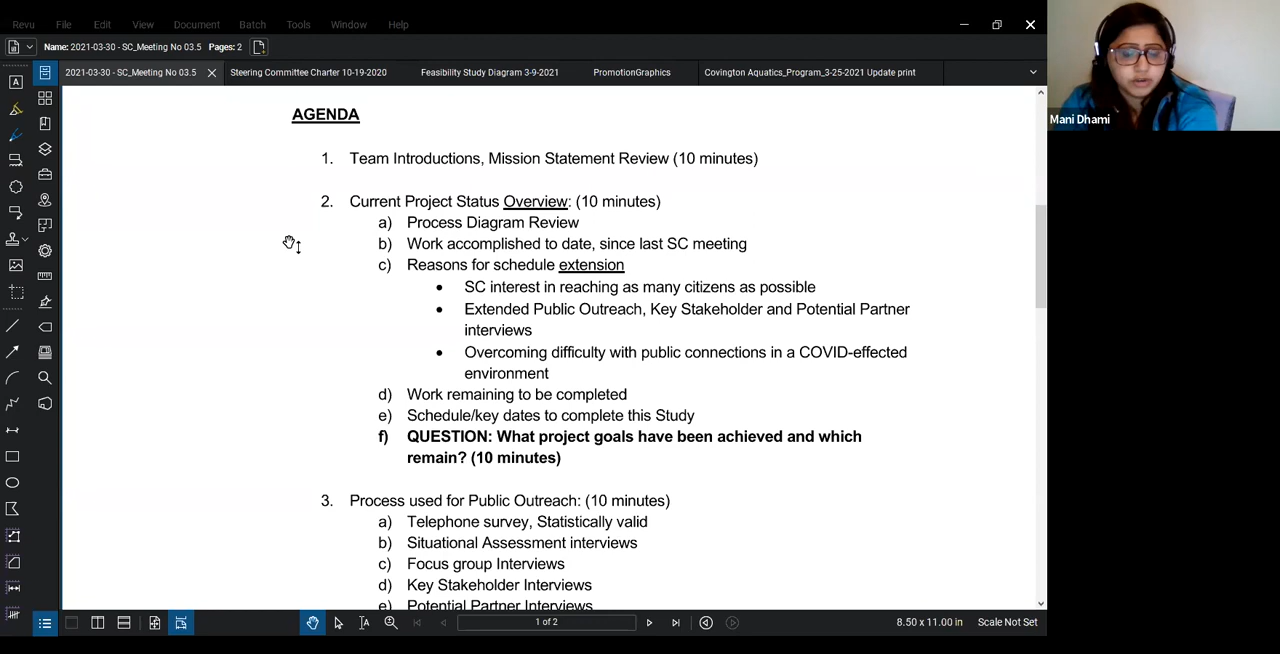 Revu File Edit View Document Batch Tools Window Help
Name: 2021-03-30 - SC_Meeting No 03.5 Pages: 2
2021-03-30 - SC_Meeting No 03.5 Steering Committee Charter 10-19-2020 Feasibility Study Diagram 3-9-2021 PromotionGraphics Covington Aquatics_Program_3-25-2021 Update print
Mani Dhami
AGENDA
1. Team Introductions, Mission Statement Review (10 minutes)
2. Current Project Status Overview: (10 minutes)
a) Process Diagram Review
b) Work accomplished to date, since last SC meeting
c) Reasons for schedule extension
• SC interest in reaching as many citizens as possible
• Extended Public Outreach, Key Stakeholder and Potential Partner
interviews
• Overcoming difficulty with public connections in a COVID-effected
environment
d) Work remaining to be completed
e) Schedule/key dates to complete this Study
f) QUESTION: What project goals have been achieved and which
remain? (10 minutes)
3. Process used for Public Outreach: (10 minutes)
a) Telephone survey, Statistically valid
b) Situational Assessment interviews
c) Focus group Interviews
d) Key Stakeholder Interviews
e) Potential Partner Interviews
1 of 2 8.50 x 11.00 in Scale Not Set